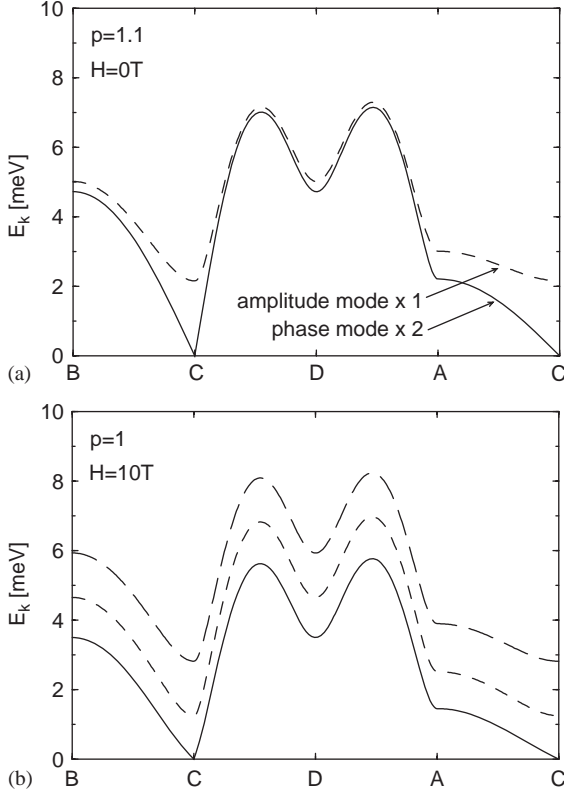 10
p=1.1
H=0T
8
6
E_k [meV]
4
2
amplitude mode x 1
phase mode x 2
0
(a)
B C D A C
10
p=1
H=10T
8
6
E_k [meV]
4
2
0
(b)
B C D A C